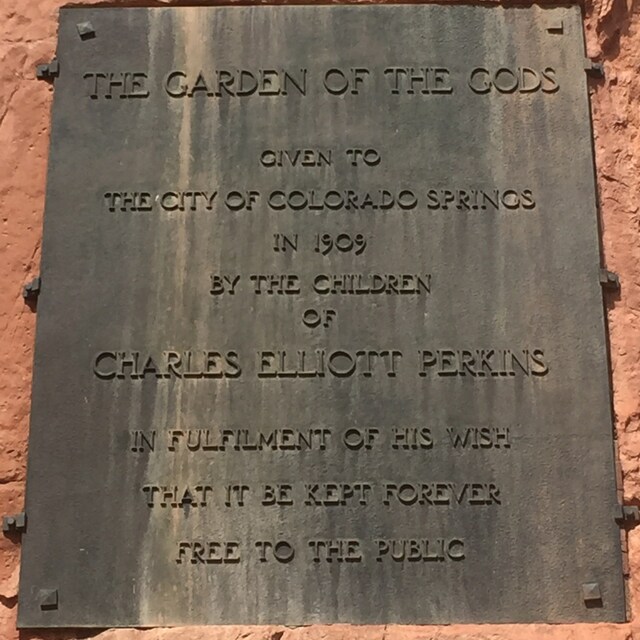 THE GARDEN OF THE GODS
GIVEN TO
THE CITY OF COLORADO SPRINGS
IN 1909
BY THE CHILDREN
OF
CHARLES ELLIOTT PERKINS
IN FULFILMENT OF HIS WISH
THAT IT BE KEPT FOREVER
FREE TO THE PUBLIC